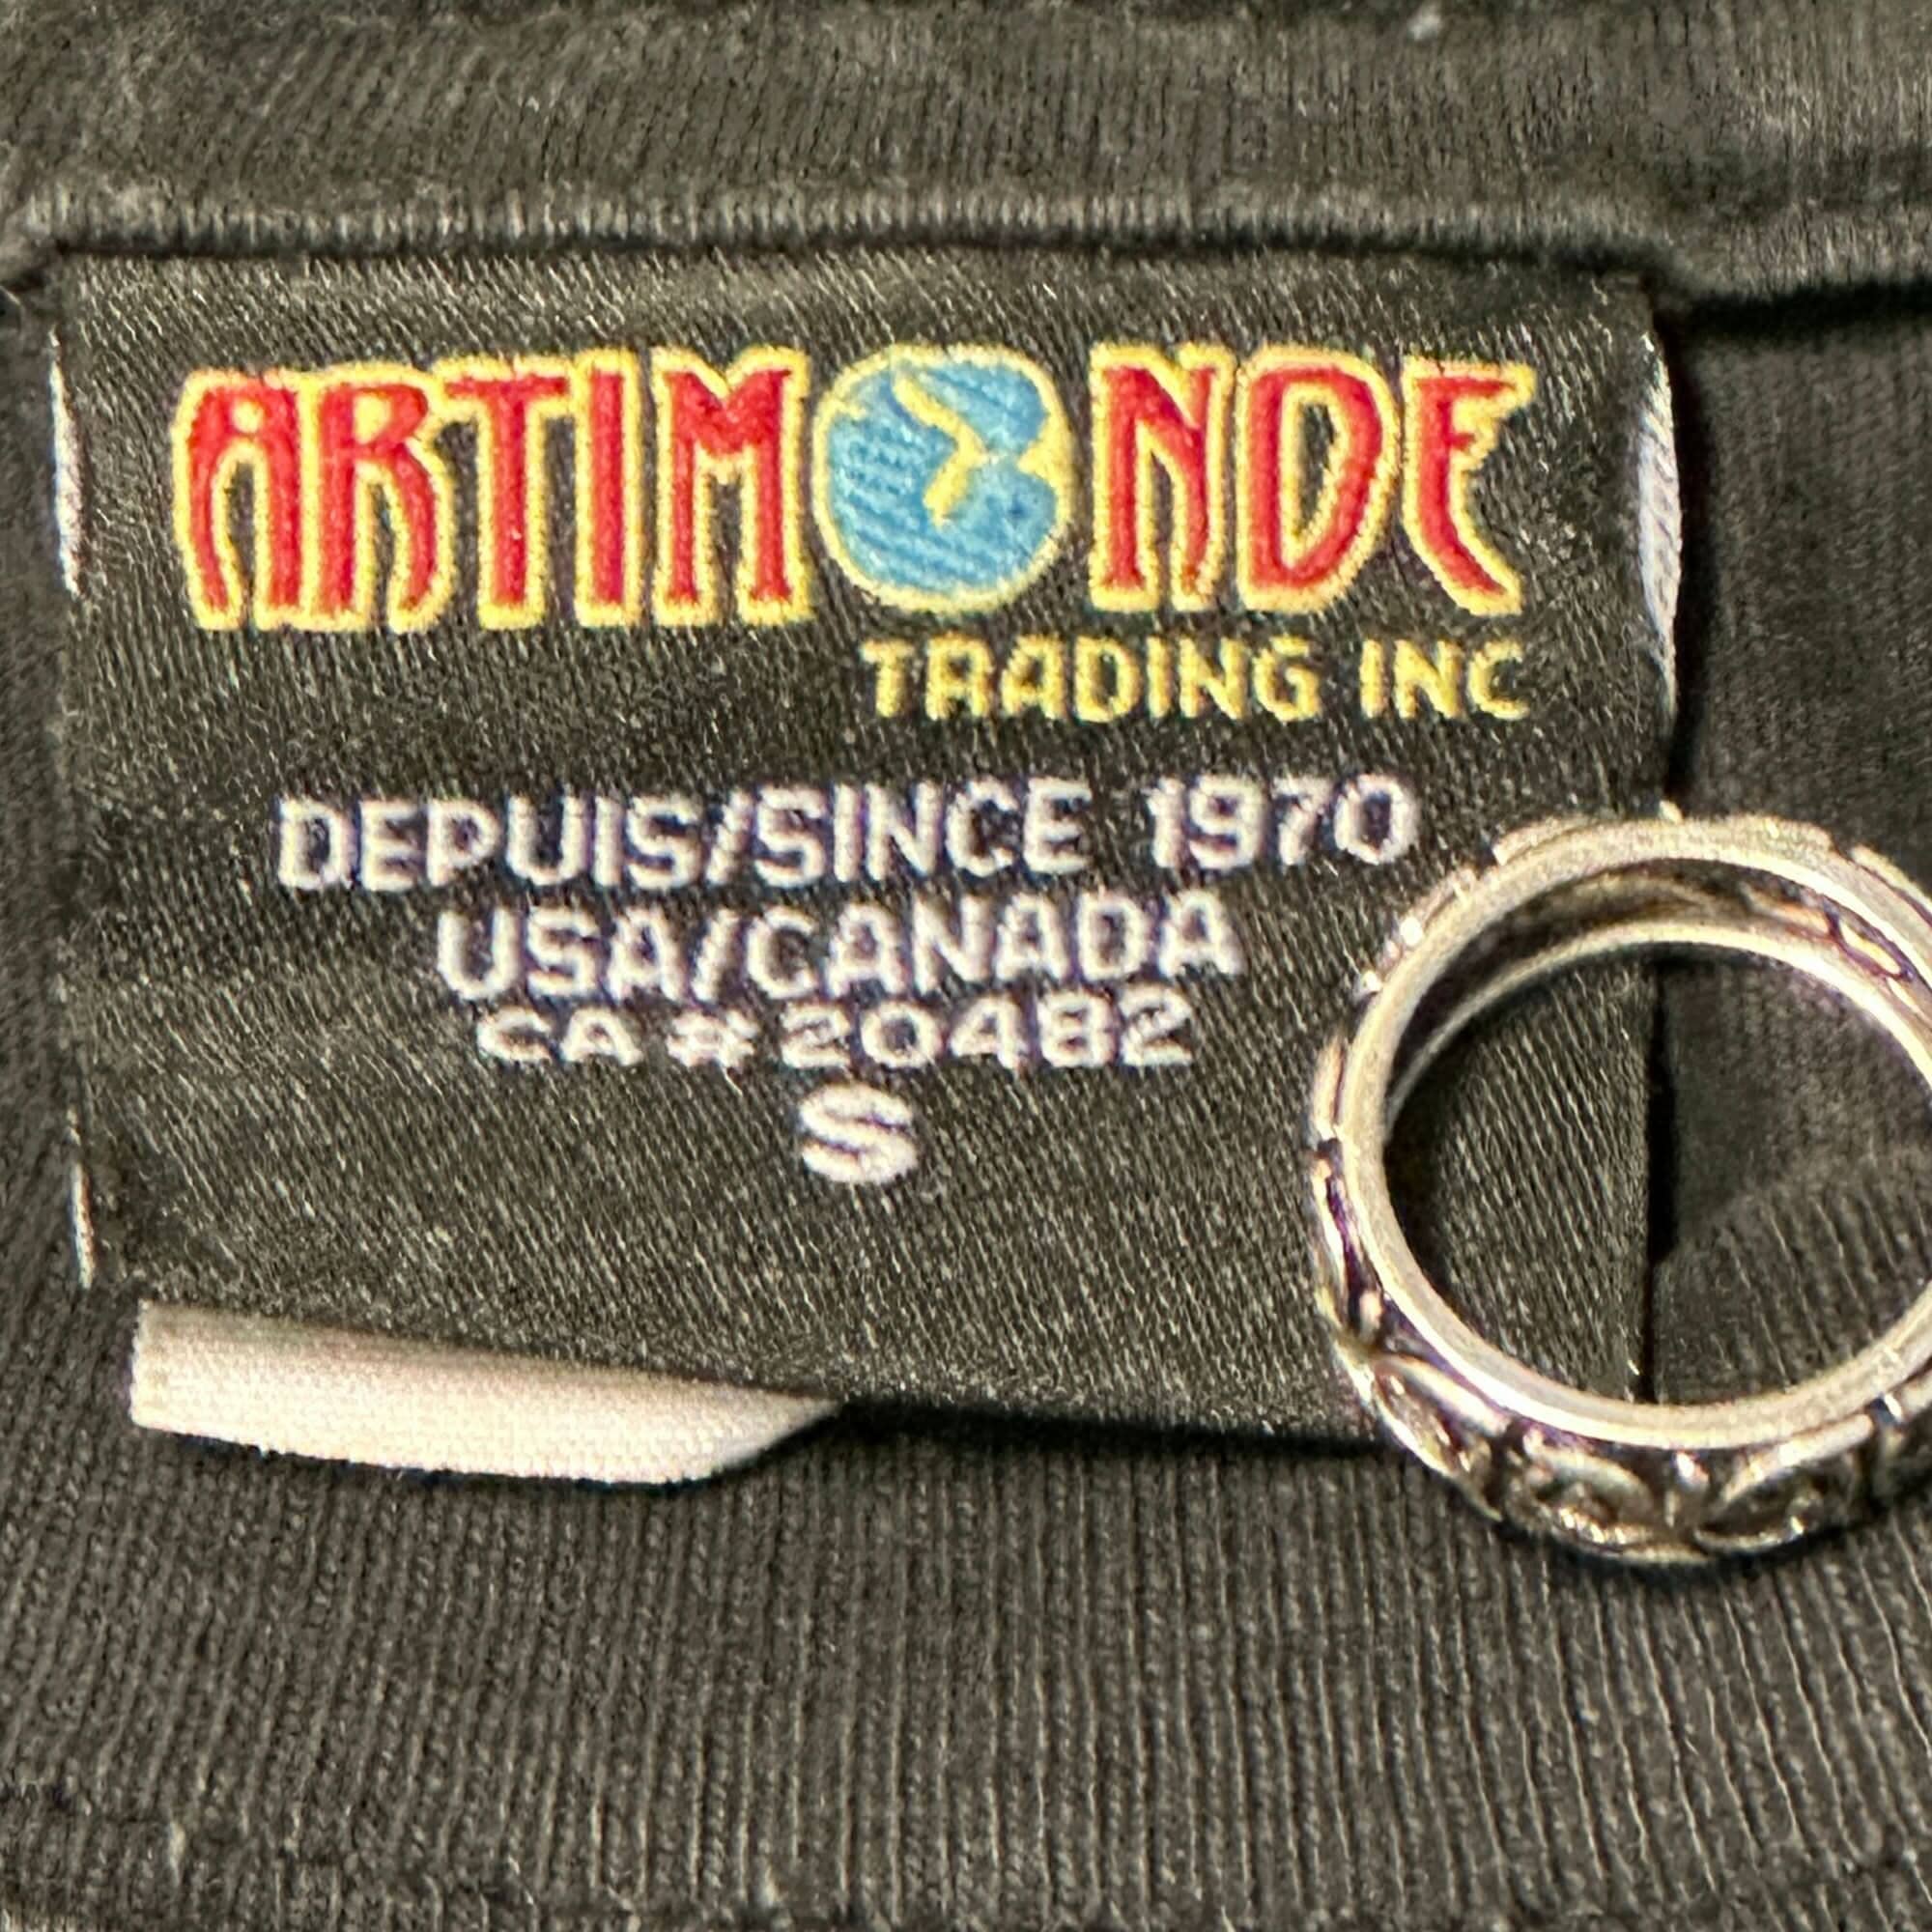 ARTIMONDE
TRADING INC
DEPUIS/SINCE 1970
USA/CANADA
CA # 20482
S